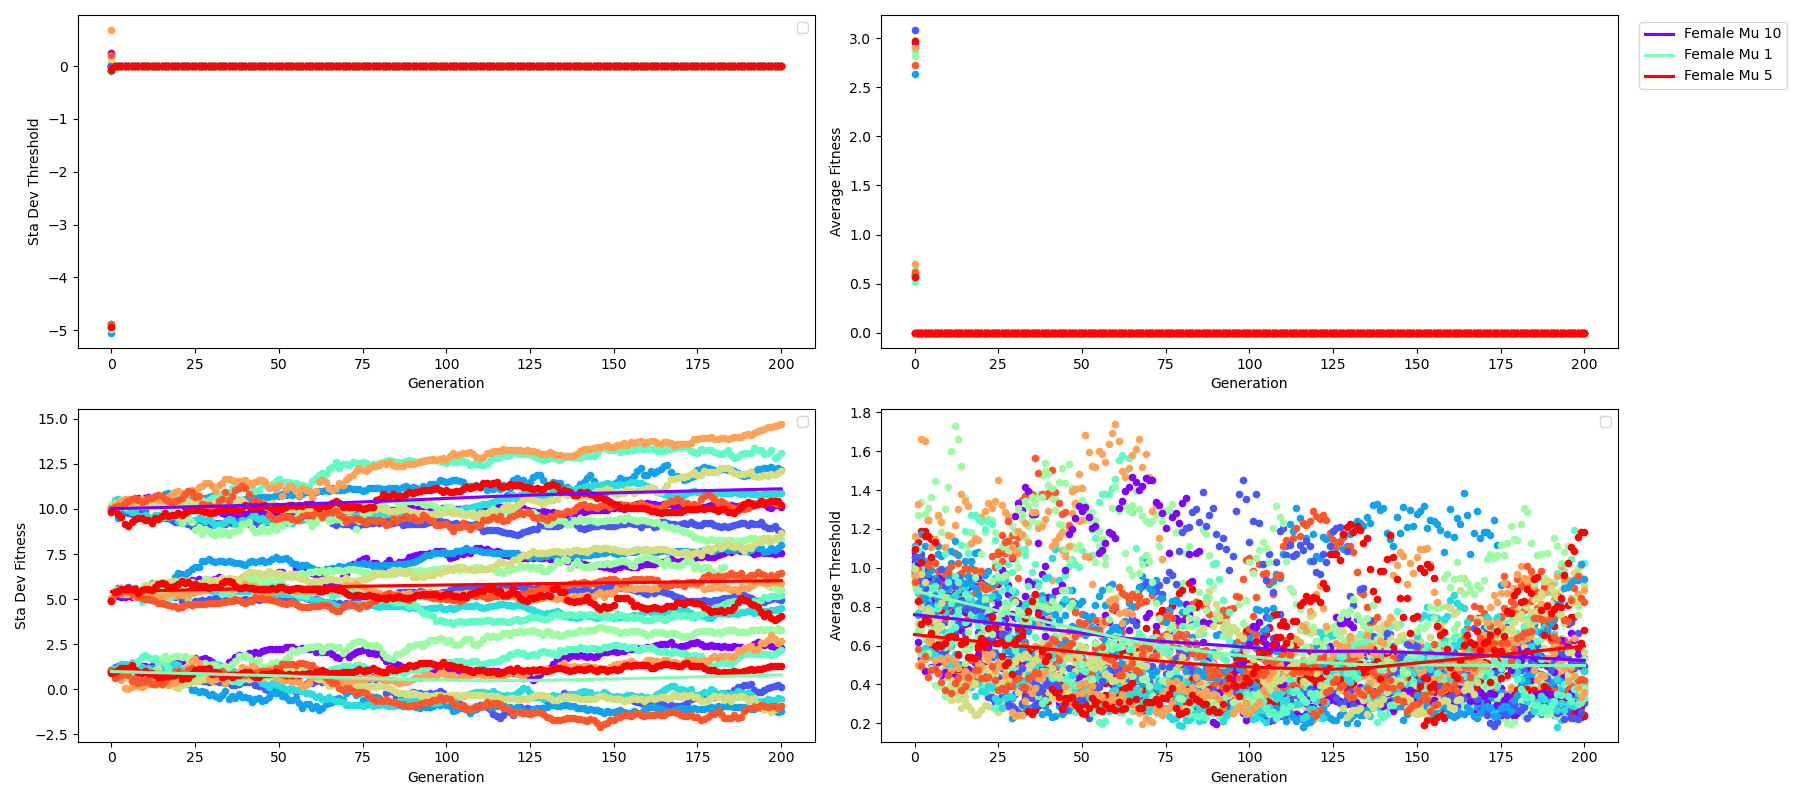 Sta Dev Threshold
0
−1
−2
−3
−4
−5
0 25 50 75 100 125 150 175 200
Generation
Average Fitness
3.0
2.5
2.0
1.5
1.0
0.5
0.0
0 25 50 75 100 125 150 175 200
Generation
Female Mu 10
Female Mu 1
Female Mu 5
Sta Dev Fitness
15.0
12.5
10.0
7.5
5.0
2.5
0.0
−2.5
0 25 50 75 100 125 150 175 200
Generation
Average Threshold
1.8
1.6
1.4
1.2
1.0
0.8
0.6
0.4
0.2
0 25 50 75 100 125 150 175 200
Generation